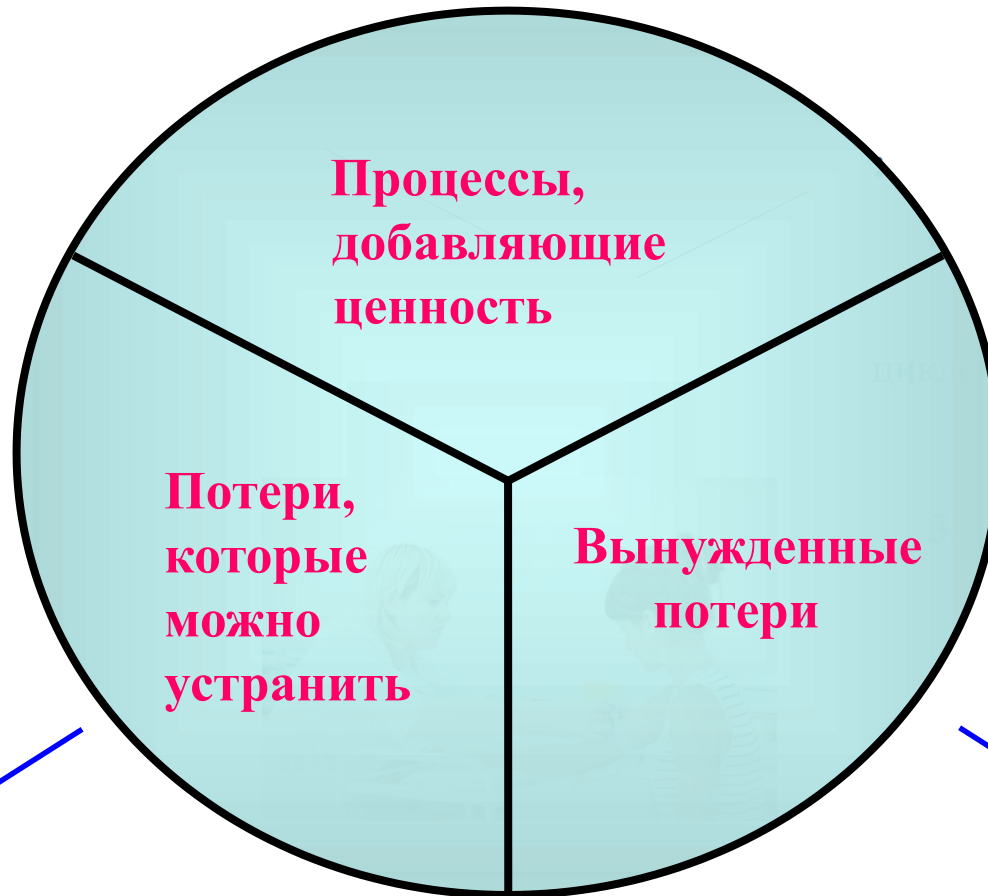 Процессы,
добавляющие
ценность
Потери,
которые
можно
устранить
Вынужденные
потери